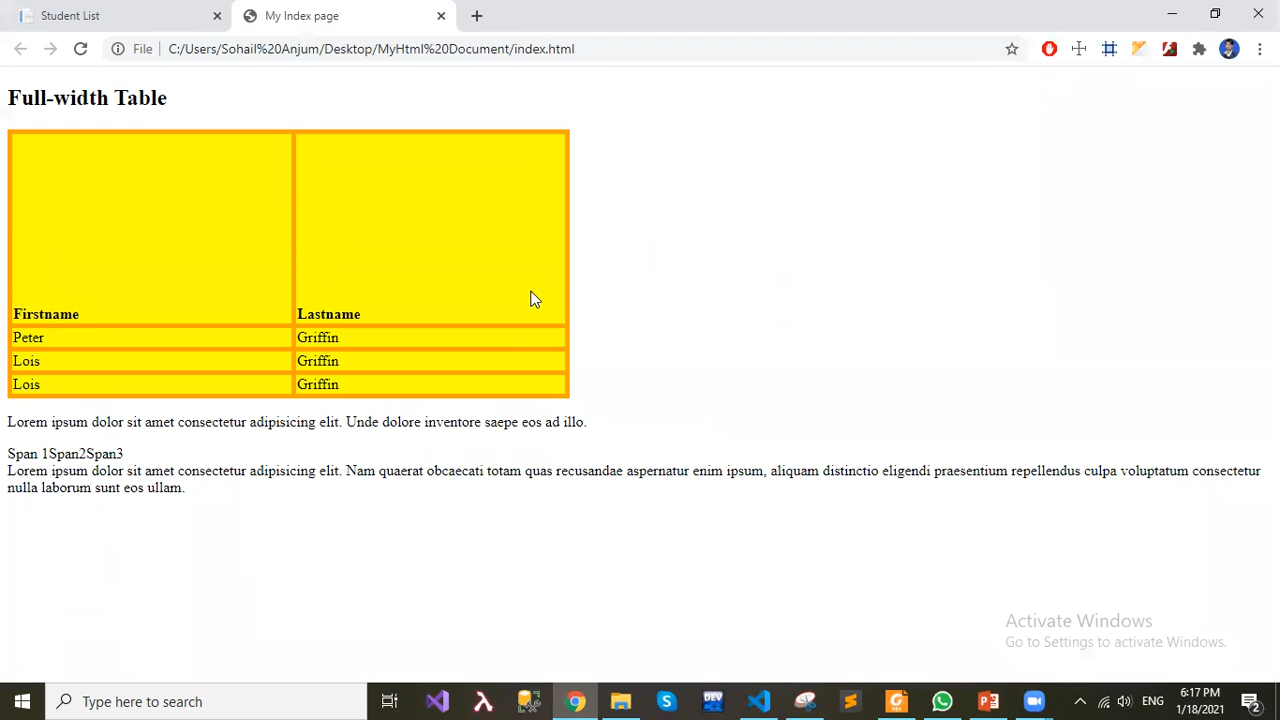 Student List
My Index page
File
C:/Users/Sohail%20Anjum/Desktop/MyHtml%20Document/index.html
Full-width Table
Firstname Lastname
Peter Griffin
Lois Griffin
Lois Griffin
Lorem ipsum dolor sit amet consectetur adipisicing elit. Unde dolore inventore saepe eos ad illo.
Span 1Span2Span3
Lorem ipsum dolor sit amet consectetur adipisicing elit. Nam quaerat obcaecati totam quas recusandae aspernatur enim ipsum, aliquam distinctio eligendi praesentium repellendus culpa voluptatum consectetur
nulla laborum sunt eos ullam.
Activate Windows
Go to Settings to activate Windows.
Type here to search
DEV
ENG
6:17 PM
1/18/2021
2